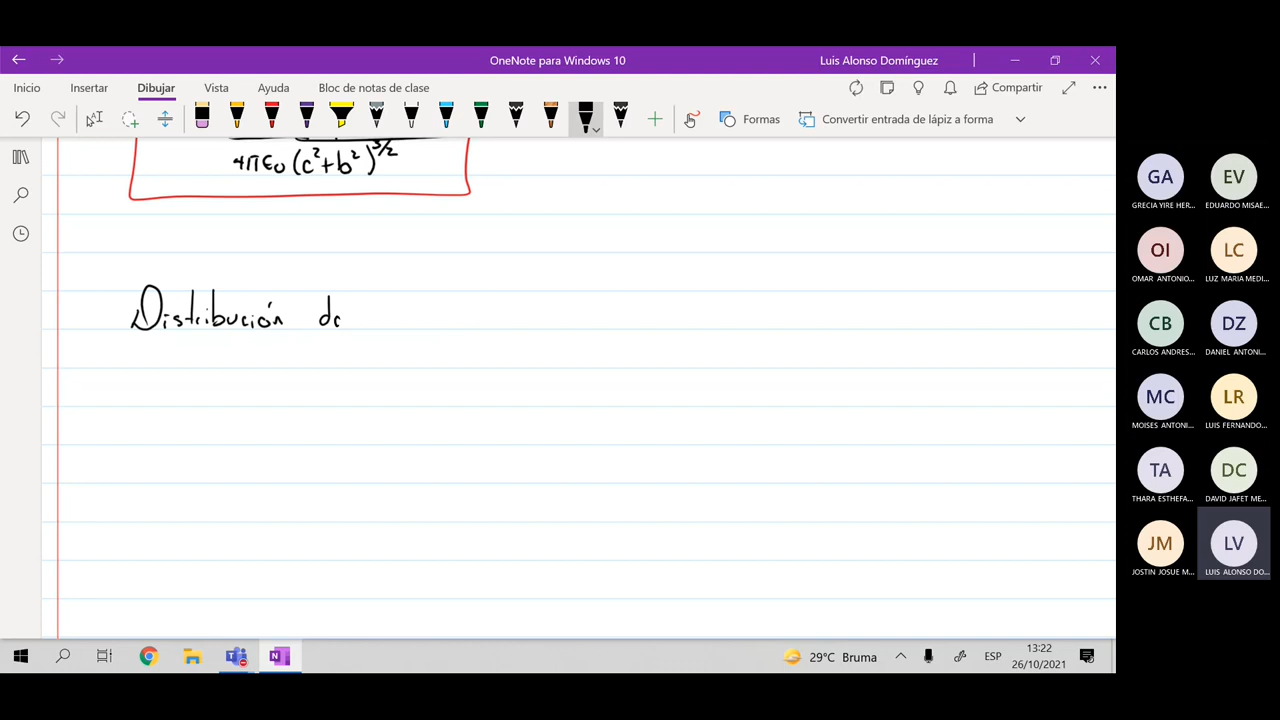 OneNote para Windows 10
Luis Alonso Domínguez
Inicio
Insertar
Dibujar
Vista
Ayuda
Bloc de notas de clase
Compartir
Formas
Convertir entrada de lápiz a forma
4πϵ₀(c²+b²)^3/2
Distribución de
GA
GRECIA YIRE HER...
EV
EDUARDO MISAE...
OI
OMAR ANTONIO...
LC
LUZ MARIA MEDI...
CB
CARLOS ANDRES...
DZ
DANIEL ANTONI...
MC
MOISES ANTONI...
LR
LUIS FERNANDO...
TA
THARA ESTHEFA...
DC
DAVID JAFET ME...
JM
JOSTIN JOSUE M...
LV
LUIS ALONSO DO...
29°C Bruma
ESP
13:22
26/10/2021